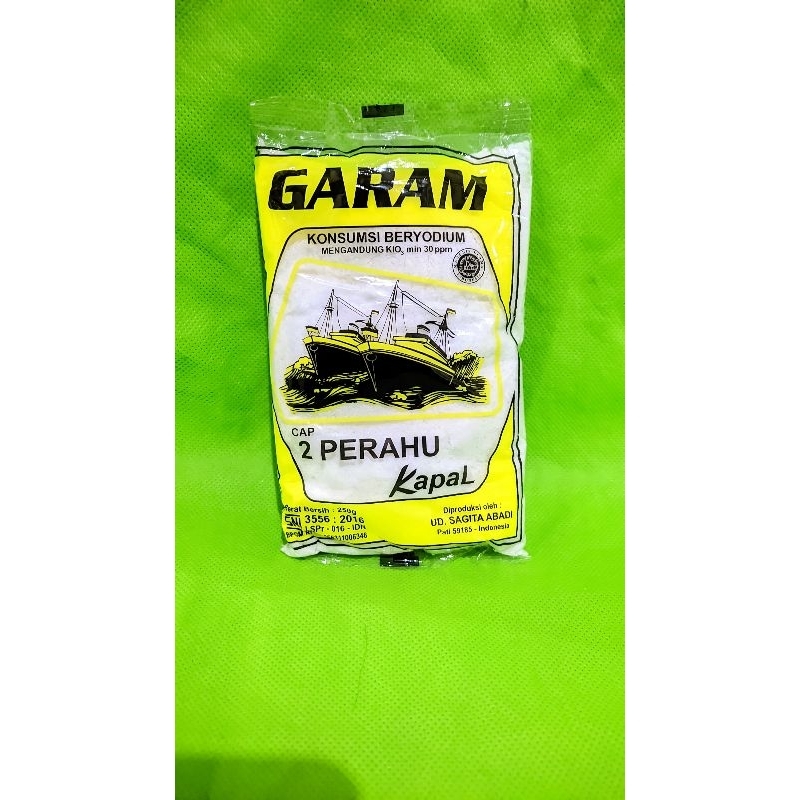 GARAM
KONSUMSI BERYODIUM
MENGANDUNG KIO₃ min 30 ppm
CAP
2 PERAHU
KapaL
Bersih : 250g
SNI 3556 : 2016
LSPr - 016 - IDN
BPOM
Diproduksi oleh :
UD. SAGITA ABADI
Pati 59185 - Indonesia